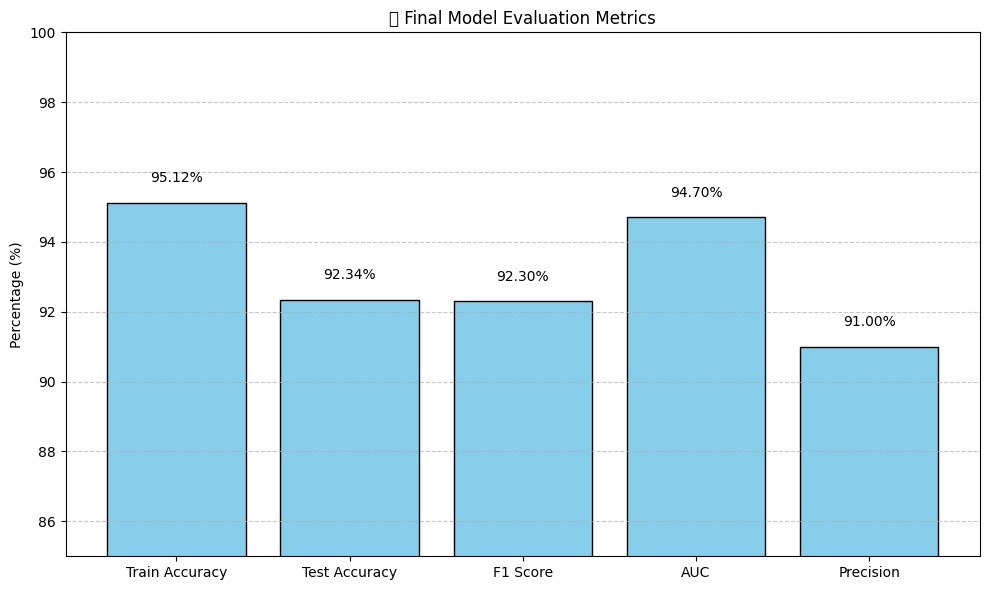 Final Model Evaluation Metrics
Percentage (%)
100
98
96
94
92
90
88
86
95.12%
92.34%
92.30%
94.70%
91.00%
Train Accuracy
Test Accuracy
F1 Score
AUC
Precision